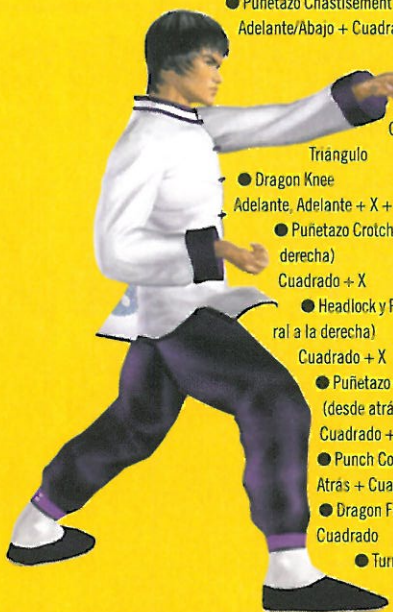 ● Puñetazo Chastisement
Adelante/Abajo + Cuadra
Triángulo
● Dragon Knee
Adelante, Adelante + X +
● Puñetazo Crotch
derecha)
Cuadrado + X
● Headlock y
ral a la derecha)
Cuadrado + X
● Puñetazo
(desde atrá
Cuadrado +
● Punch Co
Atrás + Cua
● Dragon F
Cuadrado
● Turn